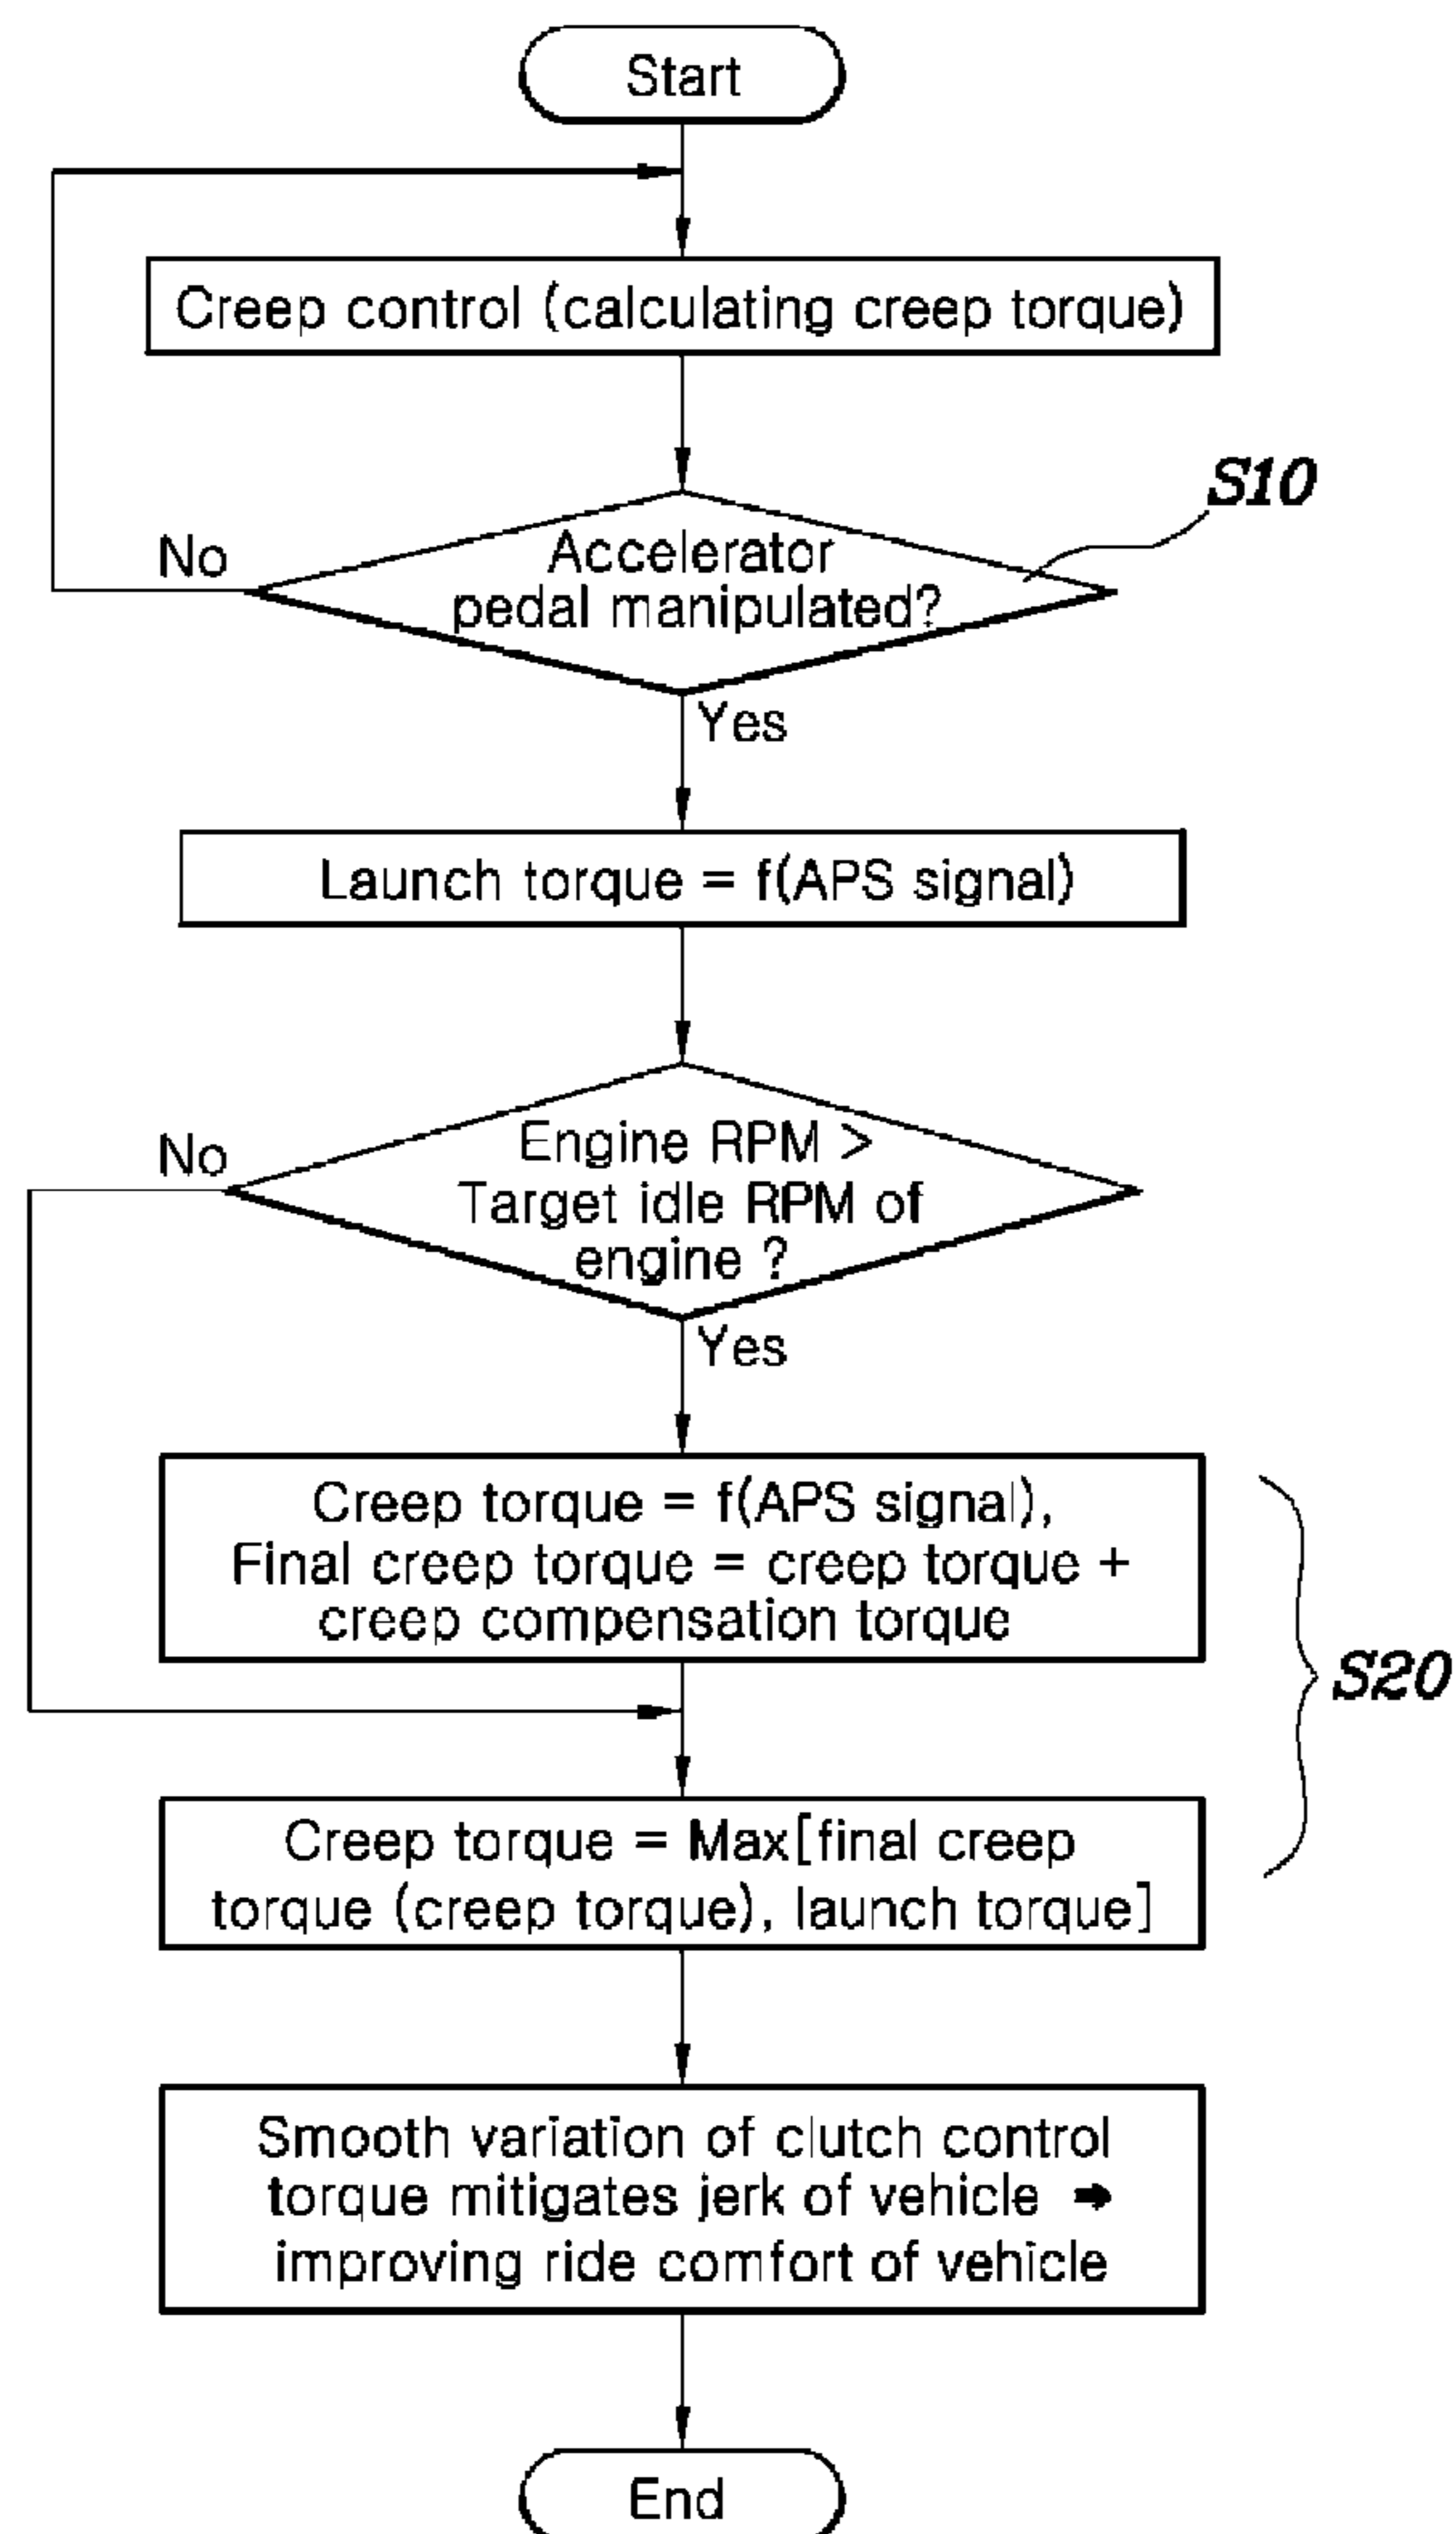 Start
Creep control (calculating creep torque)
S10
No
Accelerator
pedal manipulated?
Yes
Launch torque = f(APS signal)
No
Engine RPM >
Target idle RPM of
engine ?
Yes
Creep torque = f(APS signal),
Final creep torque = creep torque +
creep compensation torque
S20
Creep torque = Max[final creep
torque (creep torque), launch torque]
Smooth variation of clutch control
torque mitigates jerk of vehicle ➡
improving ride comfort of vehicle
End